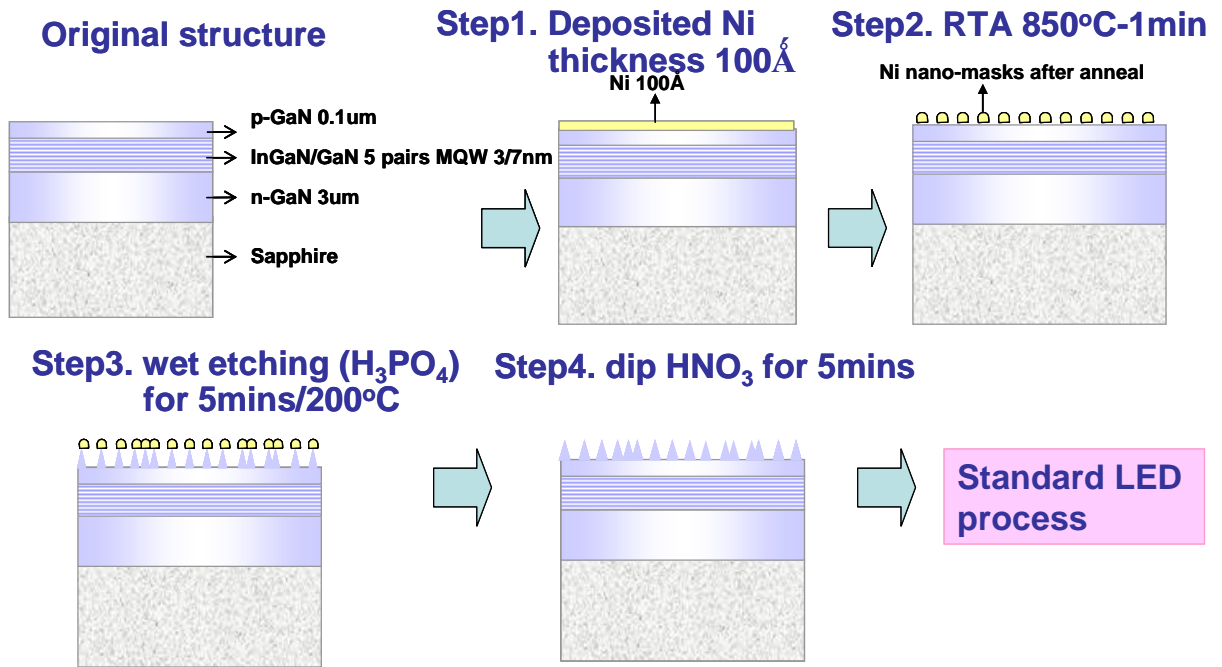 Original structure
p-GaN 0.1um
InGaN/GaN 5 pairs MQW 3/7nm
n-GaN 3um
Sapphire
Step1. Deposited Ni
thickness 100Å
Ni 100Å
Step2. RTA 850°C-1min
Ni nano-masks after anneal
Step3. wet etching (H₃PO₄)
for 5mins/200°C
Step4. dip HNO₃ for 5mins
Standard LED
process